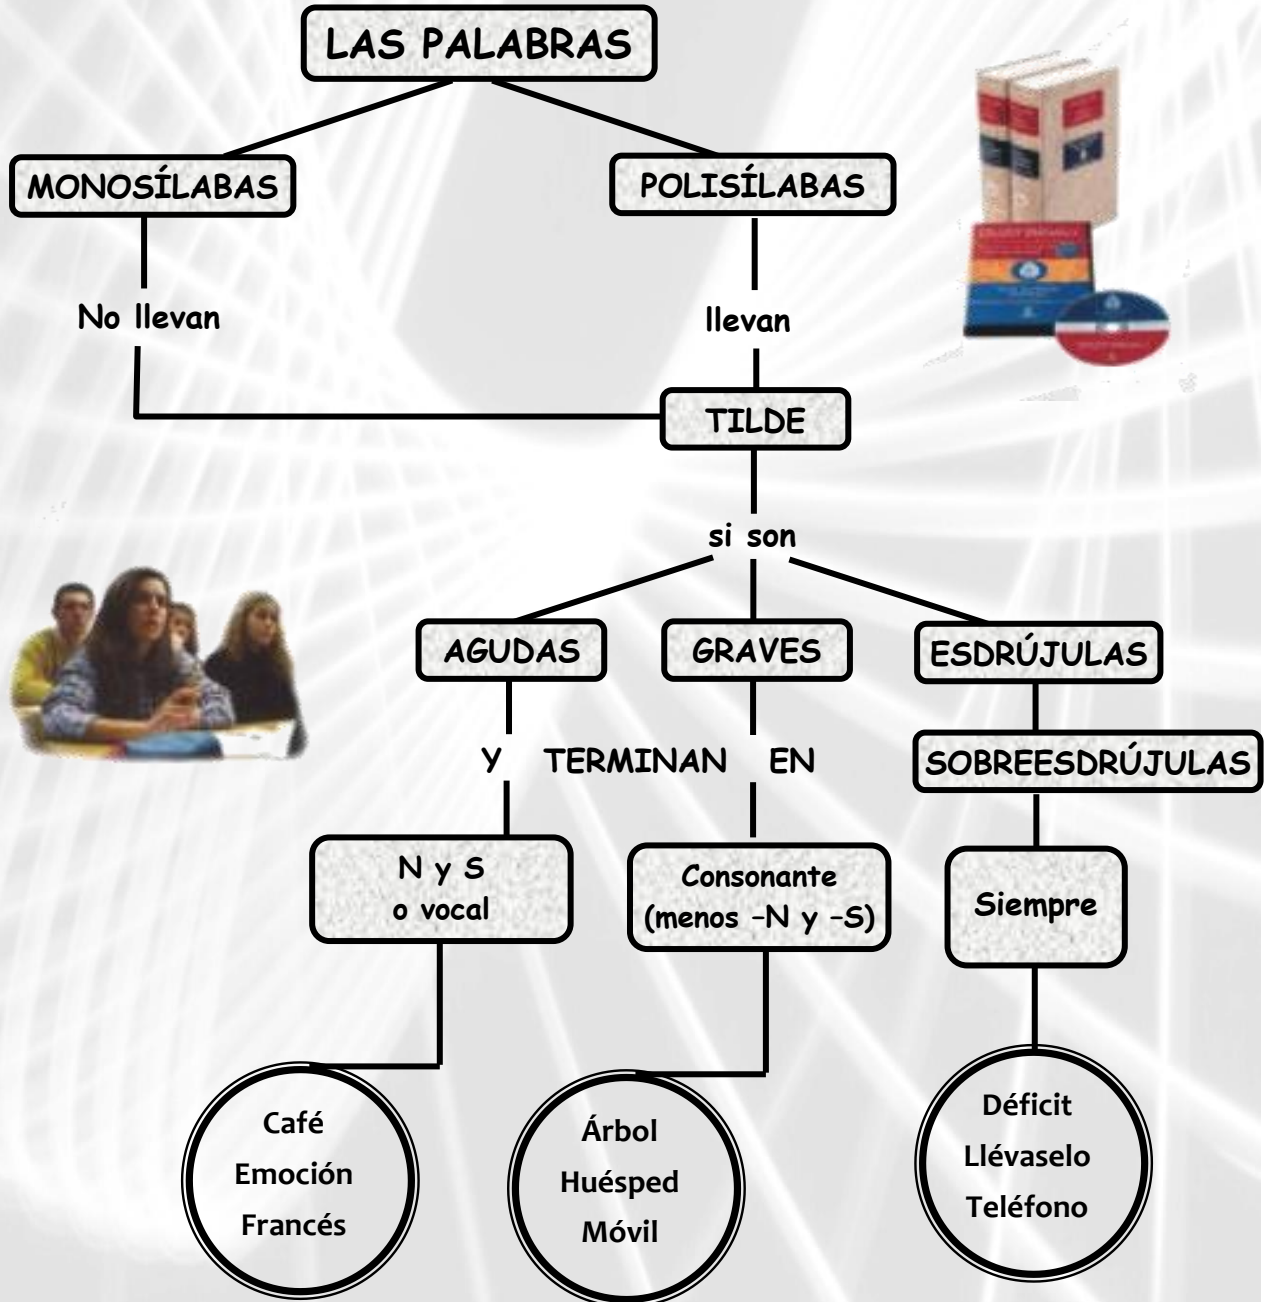 LAS PALABRAS
MONOSÍLABAS
POLISÍLABAS
No llevan
llevan
TILDE
si son
AGUDAS
GRAVES
ESDRÚJULAS
Y TERMINAN EN
SOBREESDRÚJULAS
N y S
o vocal
Consonante
(menos -N y -S)
Siempre
Café
Emoción
Francés
Árbol
Huésped
Móvil
Déficit
Llévaselo
Teléfono